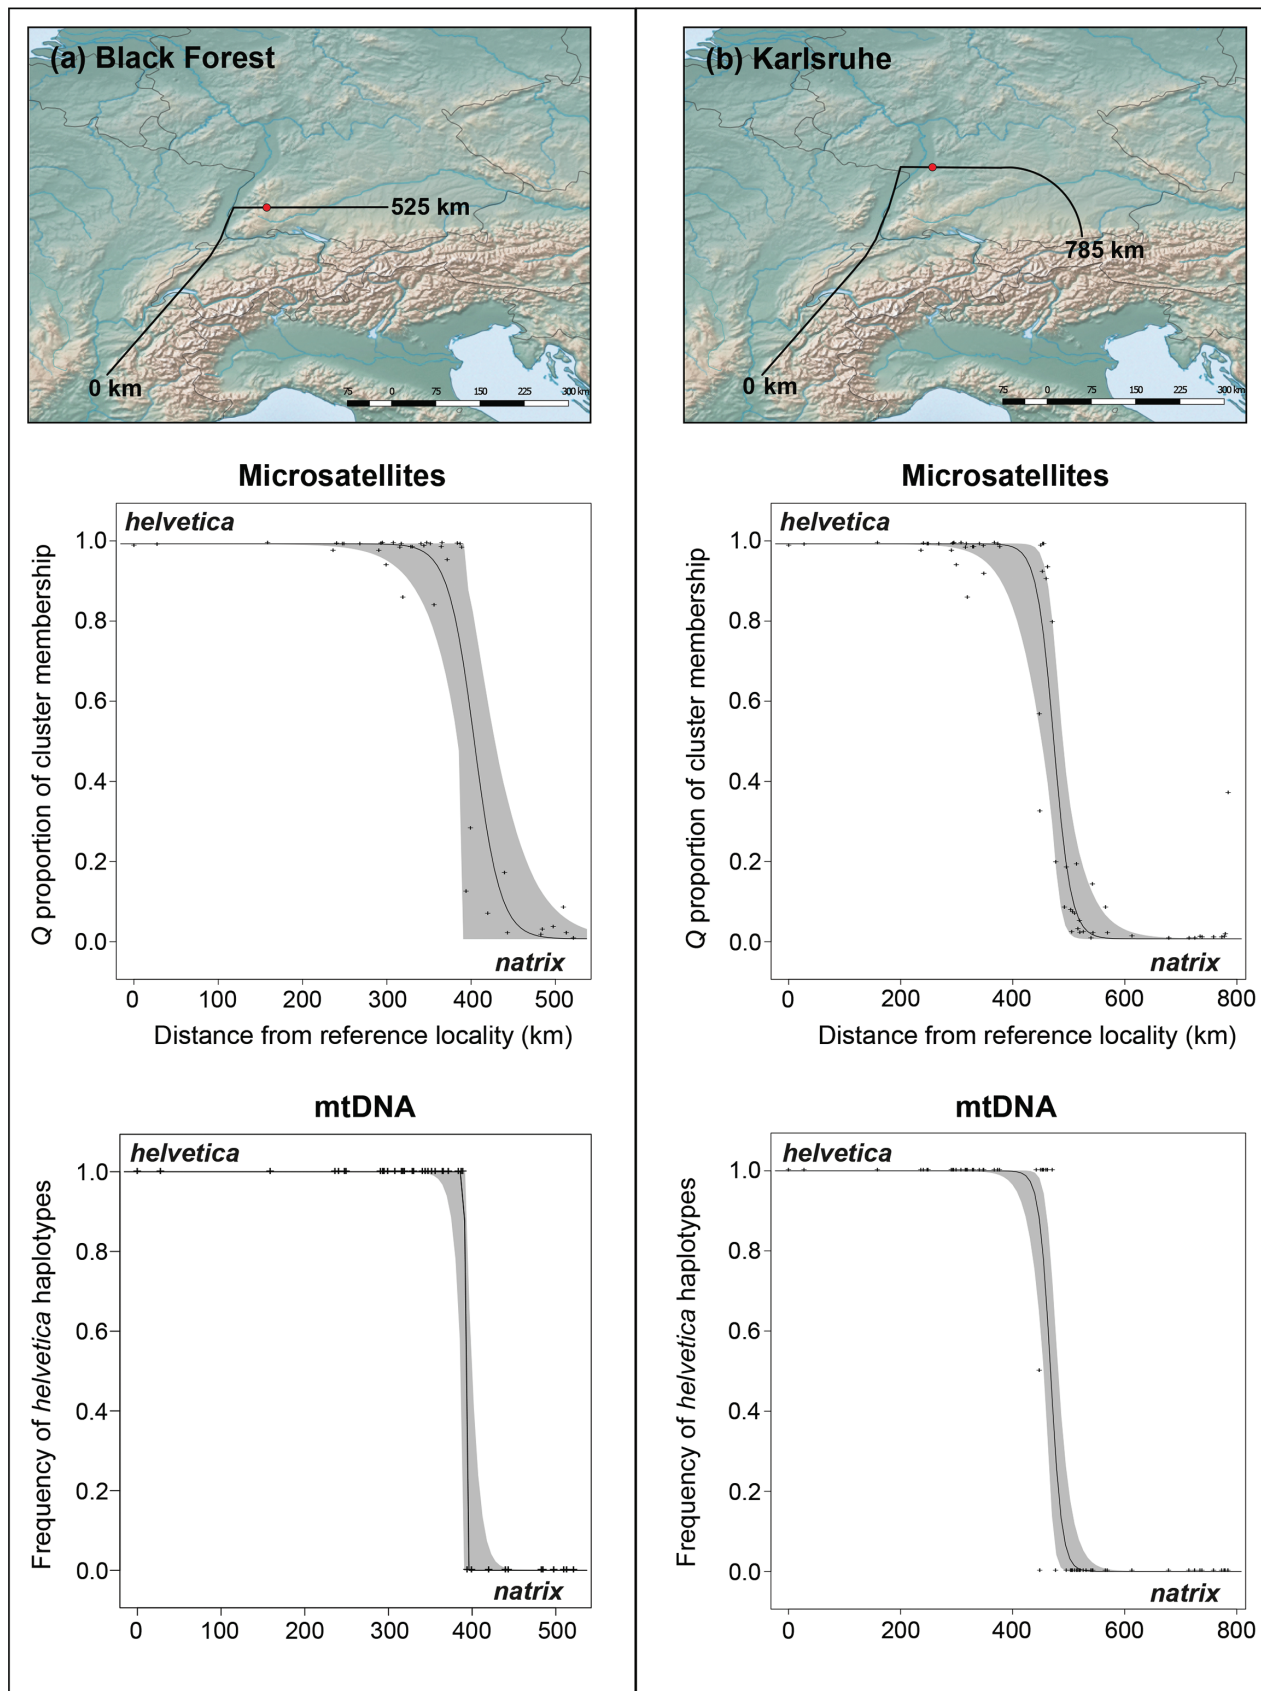 (a) Black Forest
525 km
0 km
75 0 75 150 225 300 km
Microsatellites
helvetica
1.0
0.8
0.6
0.4
0.2
0.0
Q proportion of cluster membership
natrix
0 100 200 300 400 500
Distance from reference locality (km)
mtDNA
helvetica
1.0
0.8
0.6
0.4
0.2
0.0
Frequency of helvetica haplotypes
natrix
0 100 200 300 400 500
(b) Karlsruhe
785 km
0 km
75 0 75 150 225 300 km
Microsatellites
helvetica
1.0
0.8
0.6
0.4
0.2
0.0
Q proportion of cluster membership
natrix
0 200 400 600 800
Distance from reference locality (km)
mtDNA
helvetica
1.0
0.8
0.6
0.4
0.2
0.0
Frequency of helvetica haplotypes
natrix
0 200 400 600 800